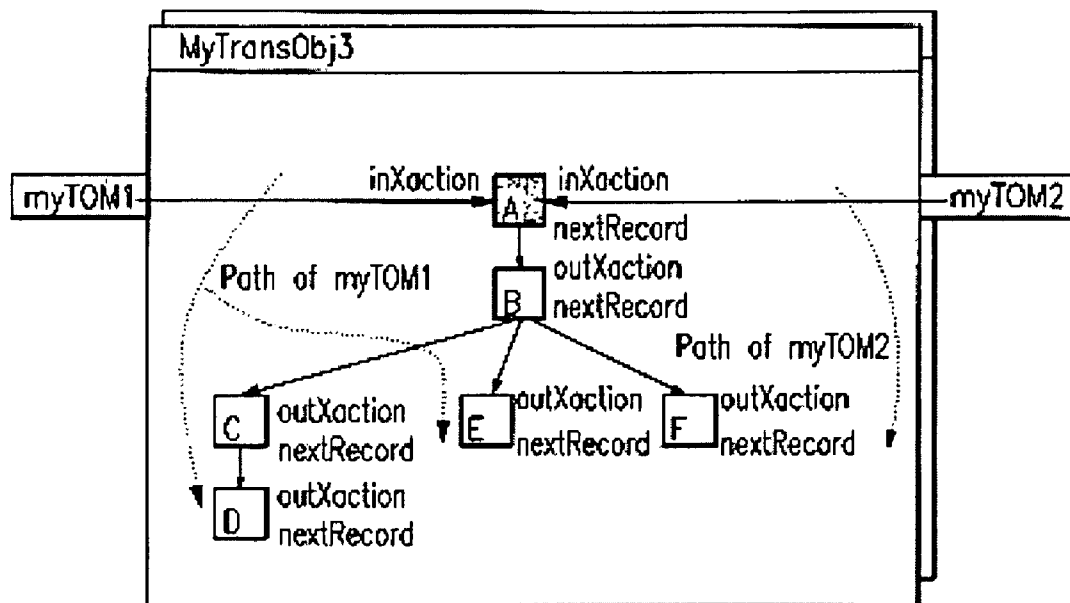 MyTransObj3
myTOM1
inXaction
A
inXaction
myTOM2
nextRecord
Path of myTOM1
B
outXaction
nextRecord
Path of myTOM2
C
outXaction
nextRecord
E
outXaction
nextRecord
F
outXaction
nextRecord
D
outXaction
nextRecord